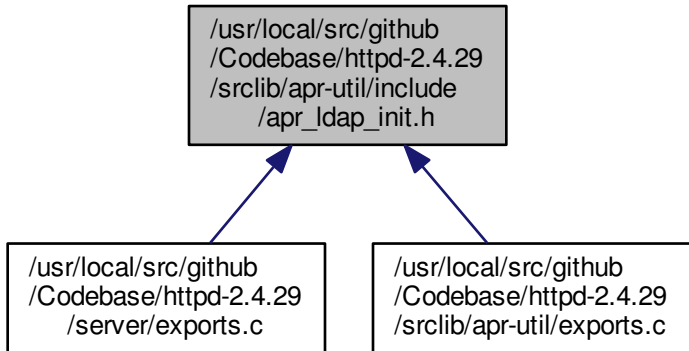 /usr/local/src/github
/Codebase/httpd-2.4.29
/srclib/apr-util/include
/apr_ldap_init.h
/usr/local/src/github
/Codebase/httpd-2.4.29
/server/exports.c
/usr/local/src/github
/Codebase/httpd-2.4.29
/srclib/apr-util/exports.c